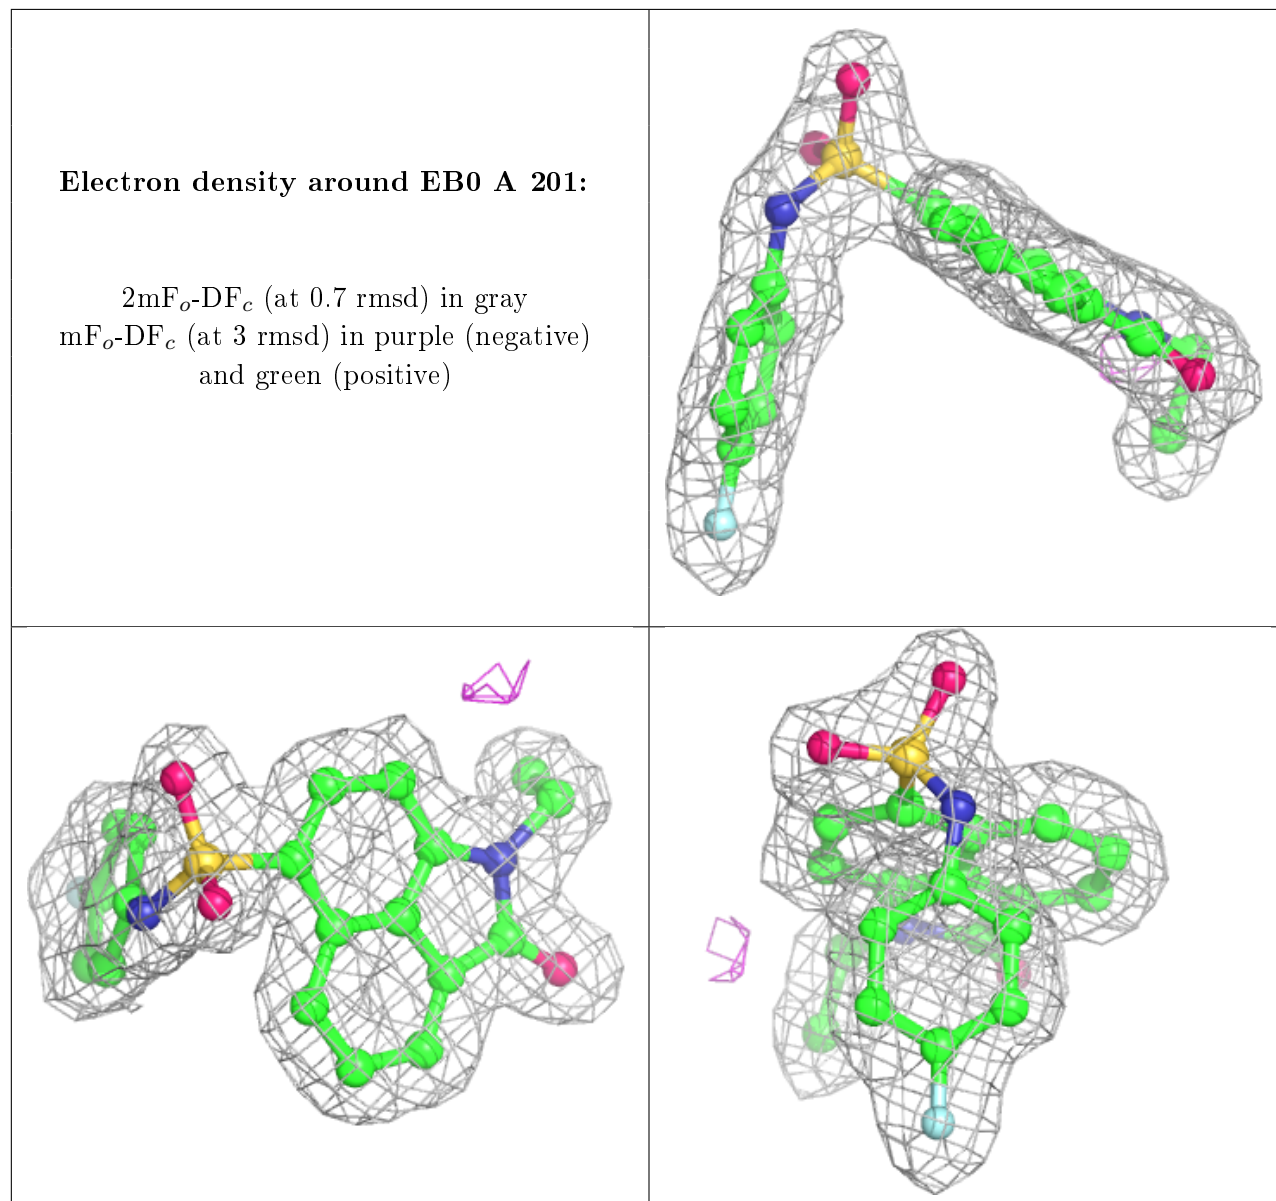 Electron density around EB0 A 201:
2mFₒ-DF𝒸 (at 0.7 rmsd) in gray
mFₒ-DF𝒸 (at 3 rmsd) in purple (negative)
and green (positive)